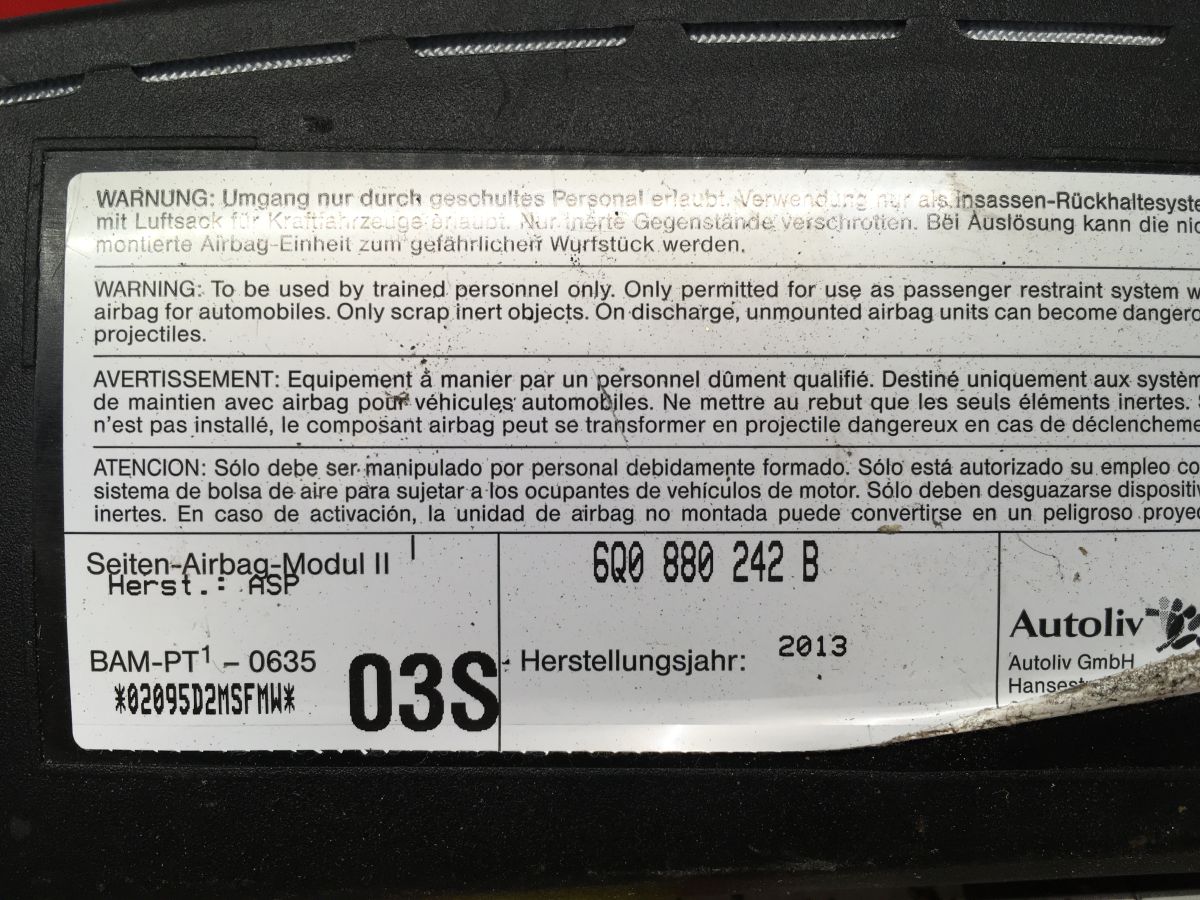 WARNUNG: Umgang nur durch geschultes Personal erlaubt. Verwendung nur als Insassen-Rückhaltesyste
mit Luftsack für Kraftfahrzeuge erlaubt. Nur inerte Gegenstände verschrotten. Bei Auslösung kann die nic
montierte Airbag-Einheit zum gefährlichen Wurfstück werden.
WARNING: To be used by trained personnel only. Only permitted for use as passenger restraint system w
airbag for automobiles. Only scrap inert objects. On discharge, unmounted airbag units can become dangero
projectiles.
AVERTISSEMENT: Equipement à manier par un personnel dûment qualifié. Destiné uniquement aux systèm
de maintien avec airbag pour véhicules automobiles. Ne mettre au rebut que les seuls éléments inertes. S
n'est pas installé, le composant airbag peut se transformer en projectile dangereux en cas de déclencheme
ATENCION: Sólo debe ser manipulado por personal debidamente formado. Sólo está autorizado su empleo co
sistema de bolsa de aire para sujetar a los ocupantes de vehículos de motor. Sólo deben desguazarse dispositiv
inertes. En caso de activación, la unidad de airbag no montada puede convertirse en un peligroso proyec
Seiten-Airbag-Modul II
Herst.: ASP
BAM-PT1 - 0635
*02095D2MSFMW*
03S
6Q0 880 242 B
Herstellungsjahr: 2013
Autoliv
Autoliv GmbH
Hansestr